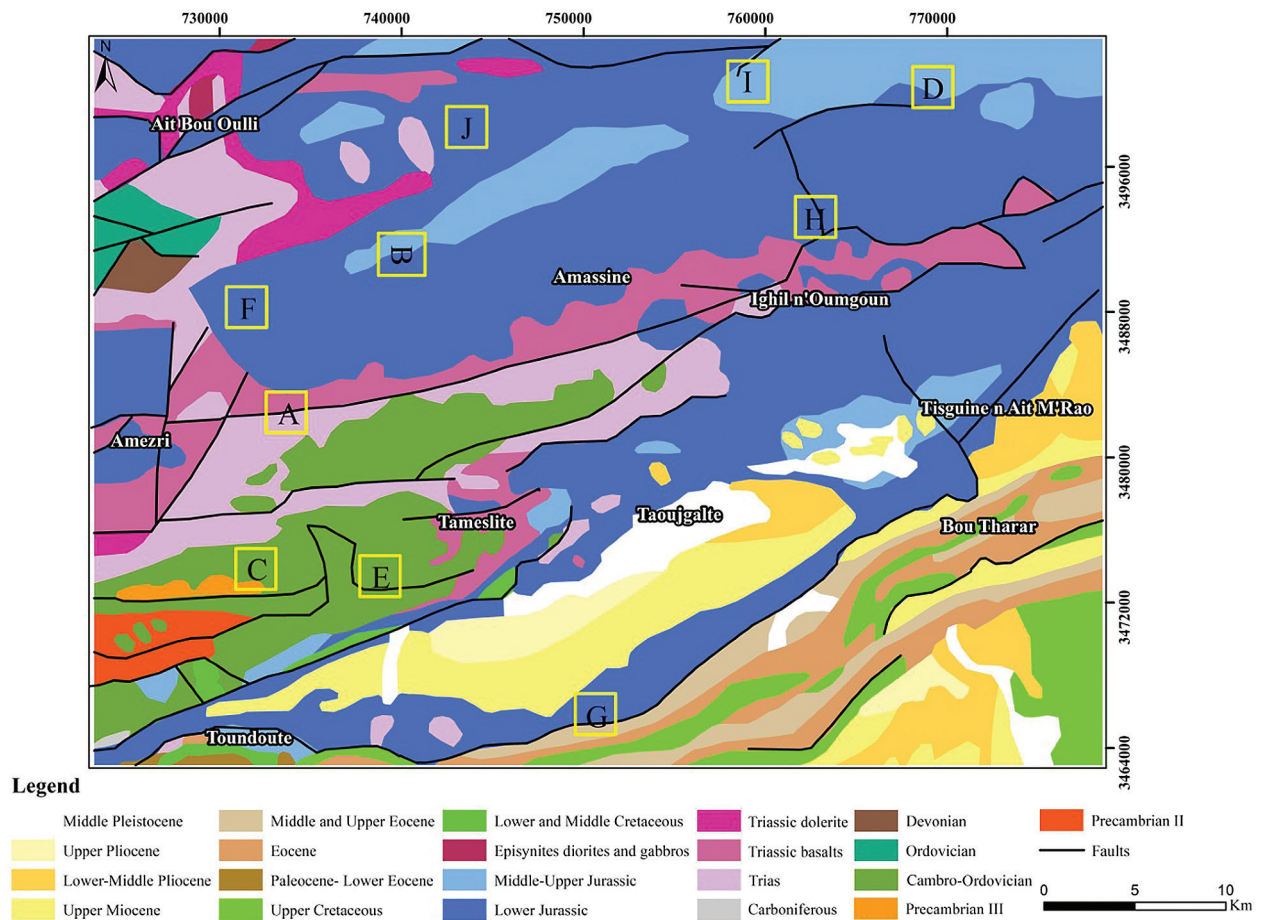 730000 740000 750000 760000 770000
N
I
D
Ait Bou Oulli
J
3496000
H
B
Amassine
Ighil n'Oumgoun
F
3488000
A
Tisguine n Ait M'Rao
Amezri
3480000
Tameslite
Taoujgalte
Bou Tharar
C
E
3472000
G
Toundoute
3464000
Legend
Middle Pleistocene
Upper Pliocene
Lower-Middle Pliocene
Upper Miocene
Middle and Upper Eocene
Eocene
Paleocene- Lower Eocene
Upper Cretaceous
Lower and Middle Cretaceous
Episynites diorites and gabbros
Middle-Upper Jurassic
Lower Jurassic
Triassic dolerite
Triassic basalts
Trias
Carboniferous
Devonian
Ordovician
Cambro-Ordovician
Precambrian III
Precambrian II
Faults
0 5 10
Km